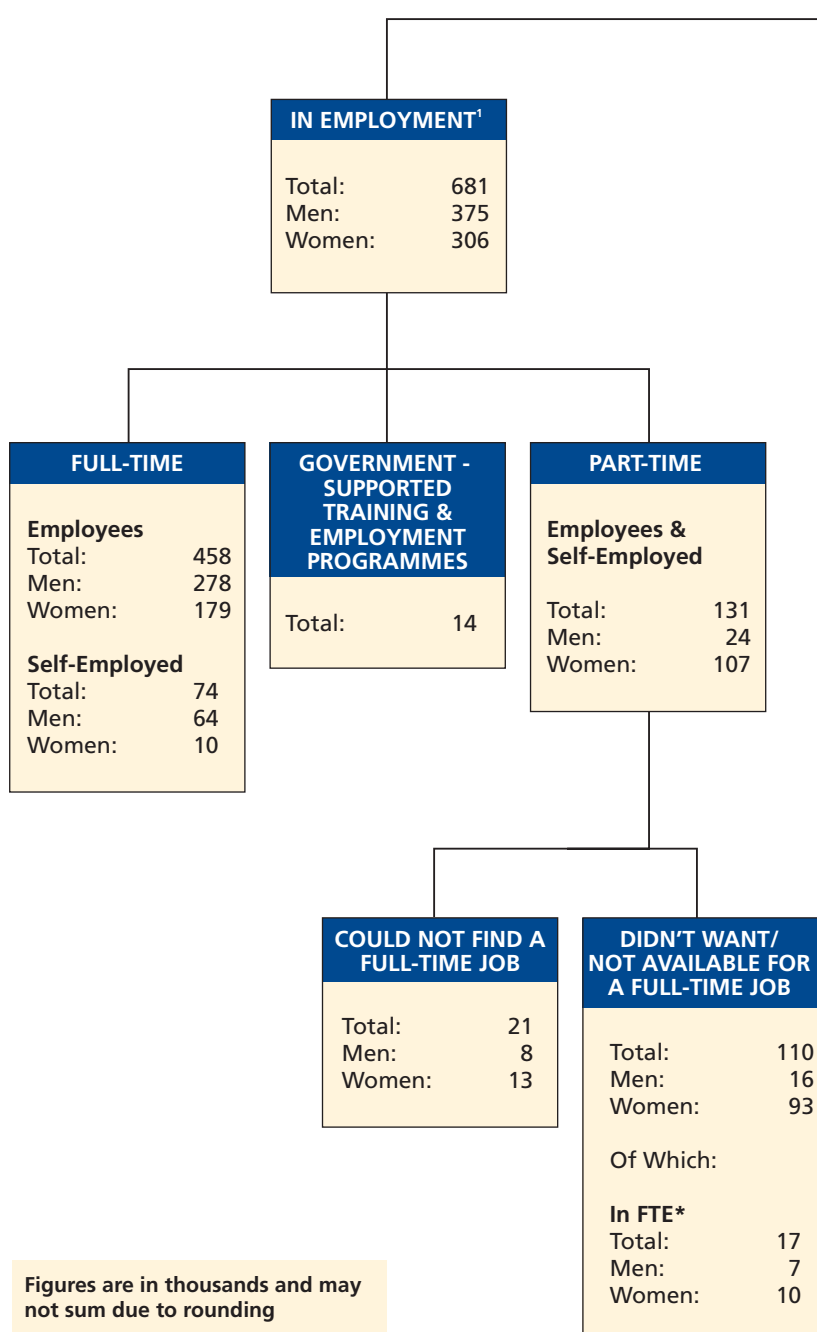 IN EMPLOYMENT¹
Total: 681
Men: 375
Women: 306
FULL-TIME
Employees
Total: 458
Men: 278
Women: 179
Self-Employed
Total: 74
Men: 64
Women: 10
GOVERNMENT -
SUPPORTED
TRAINING &
EMPLOYMENT
PROGRAMMES
Total: 14
PART-TIME
Employees &
Self-Employed
Total: 131
Men: 24
Women: 107
COULD NOT FIND A
FULL-TIME JOB
Total: 21
Men: 8
Women: 13
DIDN'T WANT/
NOT AVAILABLE FOR
A FULL-TIME JOB
Total: 110
Men: 16
Women: 93
Of Which:
In FTE*
Total: 17
Men: 7
Women: 10
Figures are in thousands and may
not sum due to rounding